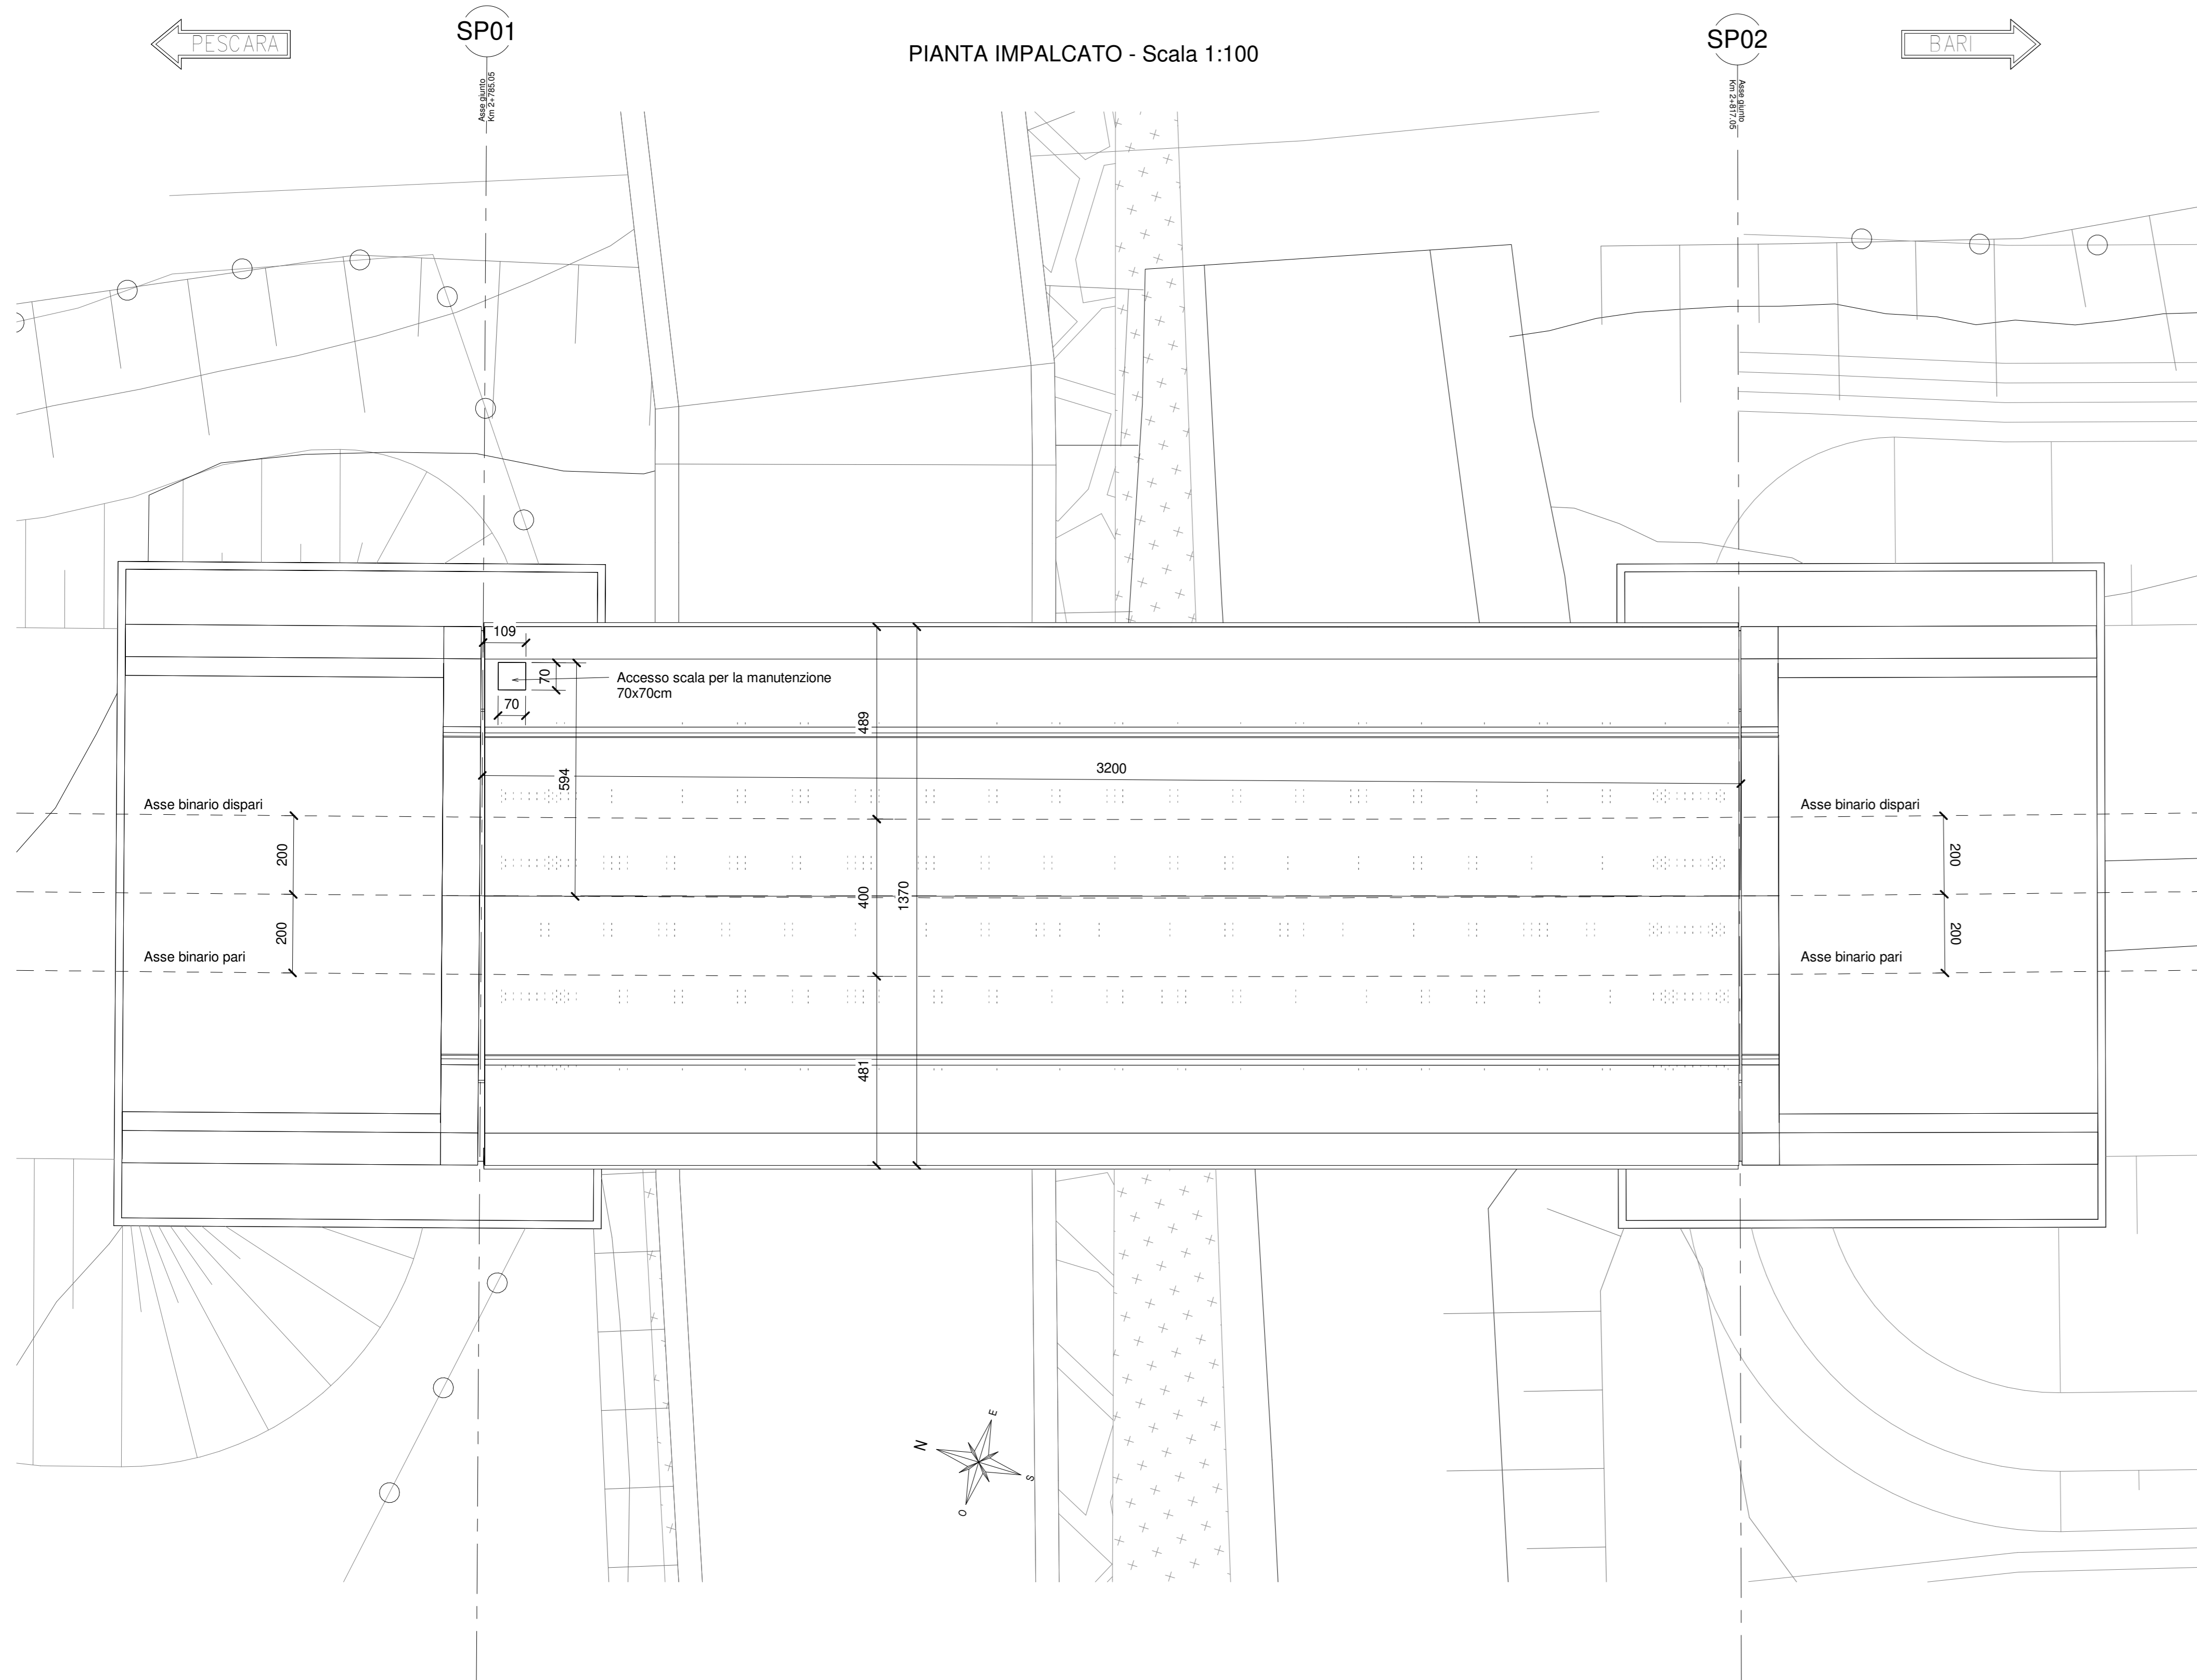 PESCARA
SP01
PIANTA IMPALCATO - Scala 1:100
SP02
BARI
Asse giunto
Km 2+785.05
Asse giunto
Km 2+817.05
109
Accesso scala per la manutenzione
70x70cm
70
70
489
594
3200
Asse binario dispari
Asse binario dispari
200
200
400
1370
200
200
Asse binario pari
Asse binario pari
481
N
E
S
O